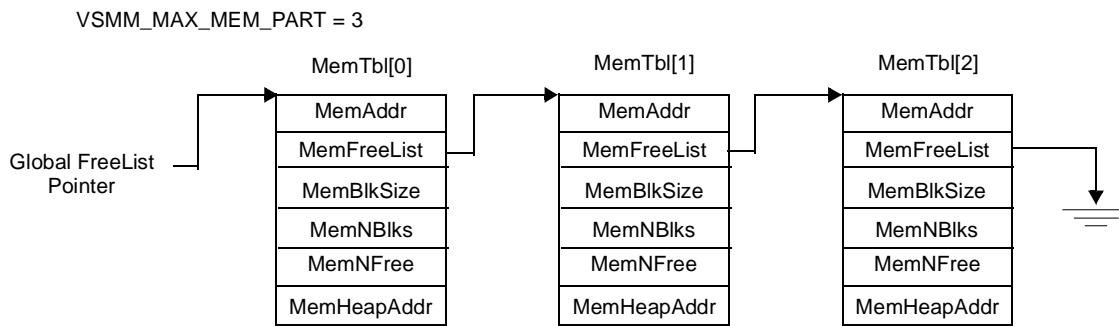 VSMM_MAX_MEM_PART = 3
MemTbl[0]
MemAddr
MemFreeList
MemBlkSize
MemNBlks
MemNFree
MemHeapAddr
MemTbl[1]
MemAddr
MemFreeList
MemBlkSize
MemNBlks
MemNFree
MemHeapAddr
MemTbl[2]
MemAddr
MemFreeList
MemBlkSize
MemNBlks
MemNFree
MemHeapAddr
Global FreeList
Pointer